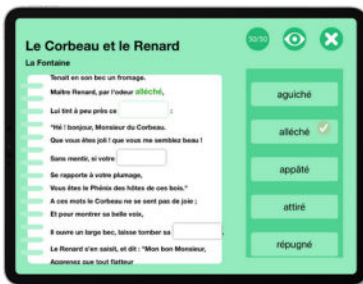 50/50
Le Corbeau et le Renard
La Fontaine
Tenait en son bec un fromage.
Maître Renard, par l'odeur alléché,
Lui tint à peu près ce :
"Hé ! bonjour, Monsieur du Corbeau.
Que vous êtes joli ! que vous me semblez beau !
Sans mentir, si votre
Se rapporte à votre plumage,
Vous êtes le Phénix des hôtes de ces bois."
A ces mots le Corbeau ne se sent pas de joie ;
Et pour montrer sa belle voix,
Il ouvre un large bec, laisse tomber sa .
Le Renard s'en saisit, et dit : "Mon bon Monsieur,
Apprenez que tout flatteur
aguiché
alléché
appâté
attiré
répugné